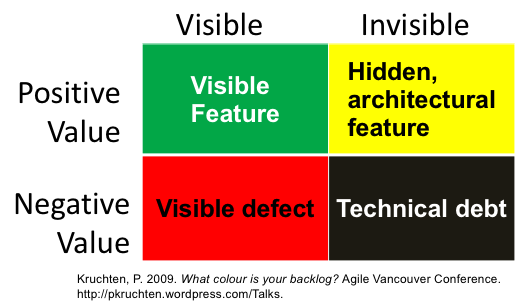 Visible
Invisible
Positive
Value
Visible
Feature
Hidden,
architectural
feature
Negative
Value
Visible defect
Technical debt
Kruchten, P. 2009. What colour is your backlog? Agile Vancouver Conference.
http://pkruchten.wordpress.com/Talks.